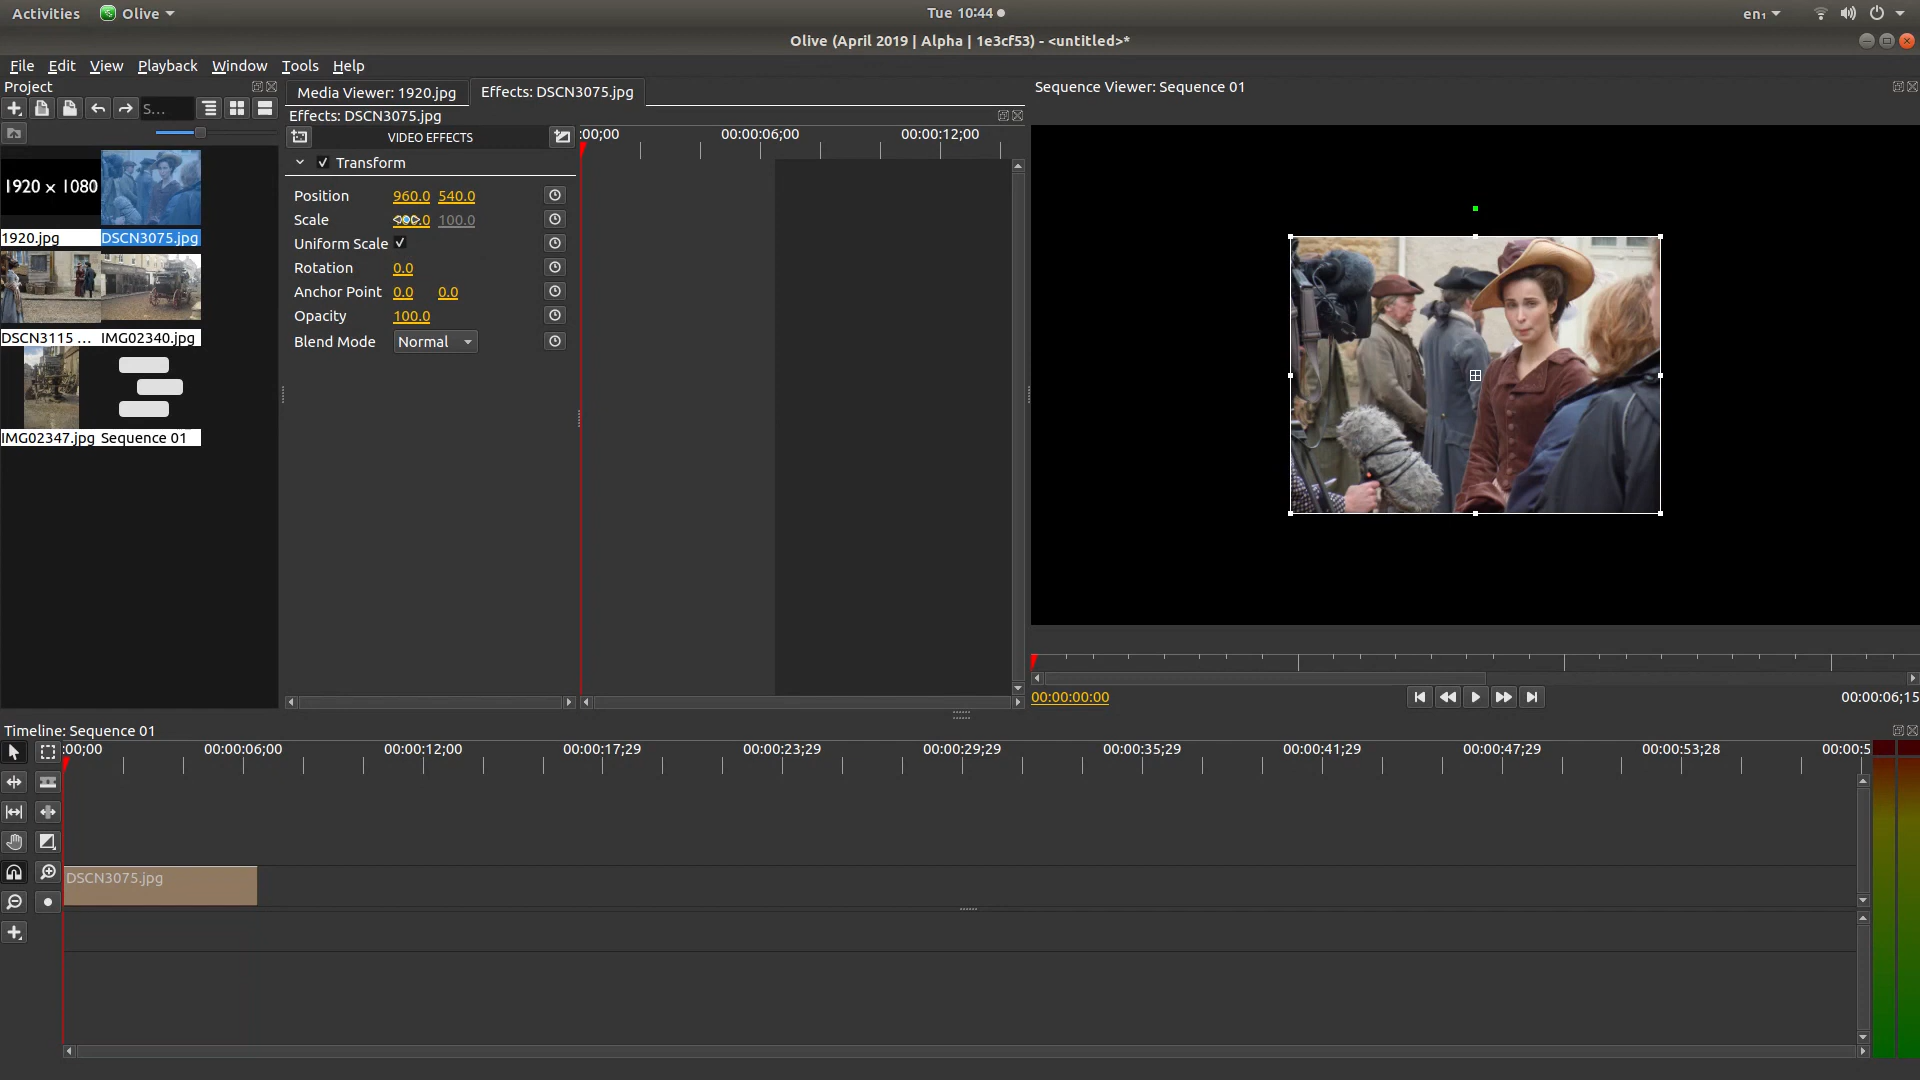 Activities Olive Tue 10:44 en₁
Olive (April 2019 | Alpha | 1e3cf53) - <untitled>*
File Edit View Playback Window Tools Help
Project
S...
1920 × 1080
1920.jpg DSCN3075.jpg
DSCN3115 ... IMG02340.jpg
IMG02347.jpg Sequence 01
Media Viewer: 1920.jpg Effects: DSCN3075.jpg
Effects: DSCN3075.jpg
VIDEO EFFECTS
:00;00 00:00:06;00 00:00:12;00
Transform
Position 960.0 540.0
Scale 100.0
Uniform Scale
Rotation 0.0
Anchor Point 0.0 0.0
Opacity 100.0
Blend Mode Normal
Sequence Viewer: Sequence 01
00:00:00;00 00:00:06;15
Timeline: Sequence 01
:00;00 00:00:06;00 00:00:12;00 00:00:17;29 00:00:23;29 00:00:29;29 00:00:35;29 00:00:41;29 00:00:47;29 00:00:53;28 00:00:5
DSCN3075.jpg